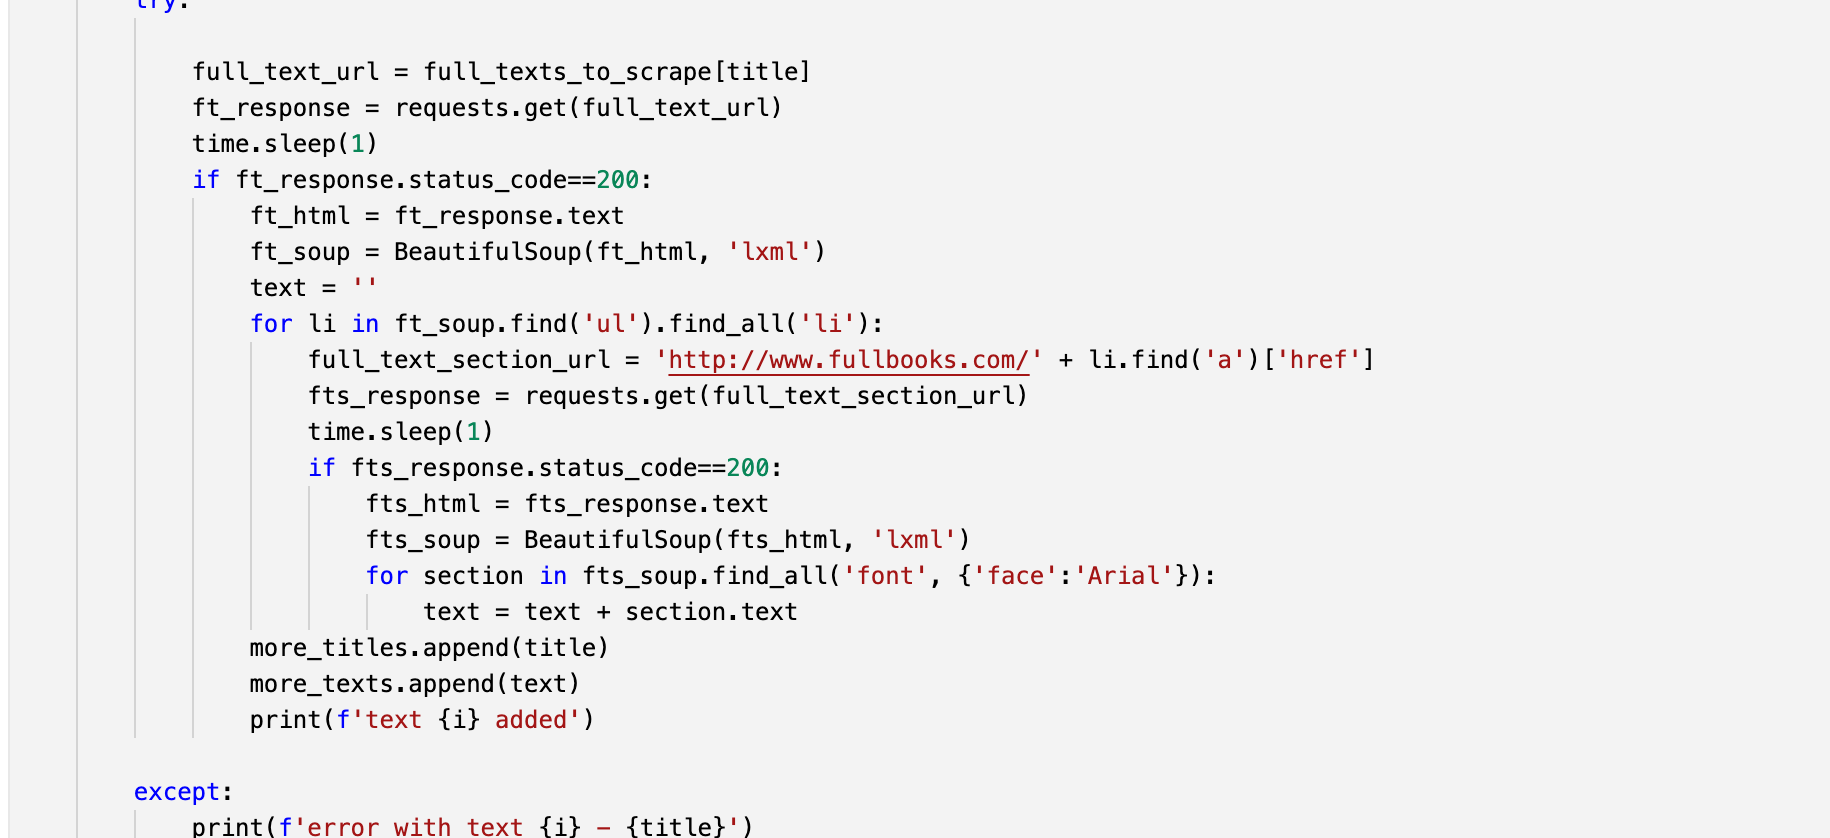 try:
full_text_url = full_texts_to_scrape[title]
ft_response = requests.get(full_text_url)
time.sleep(1)
if ft_response.status_code==200:
ft_html = ft_response.text
ft_soup = BeautifulSoup(ft_html, 'lxml')
text = ''
for li in ft_soup.find('ul').find_all('li'):
full_text_section_url = 'http://www.fullbooks.com/' + li.find('a')['href']
fts_response = requests.get(full_text_section_url)
time.sleep(1)
if fts_response.status_code==200:
fts_html = fts_response.text
fts_soup = BeautifulSoup(fts_html, 'lxml')
for section in fts_soup.find_all('font', {'face':'Arial'}):
text = text + section.text
more_titles.append(title)
more_texts.append(text)
print(f'text {i} added')
except:
print(f'error with text {i} – {title}')